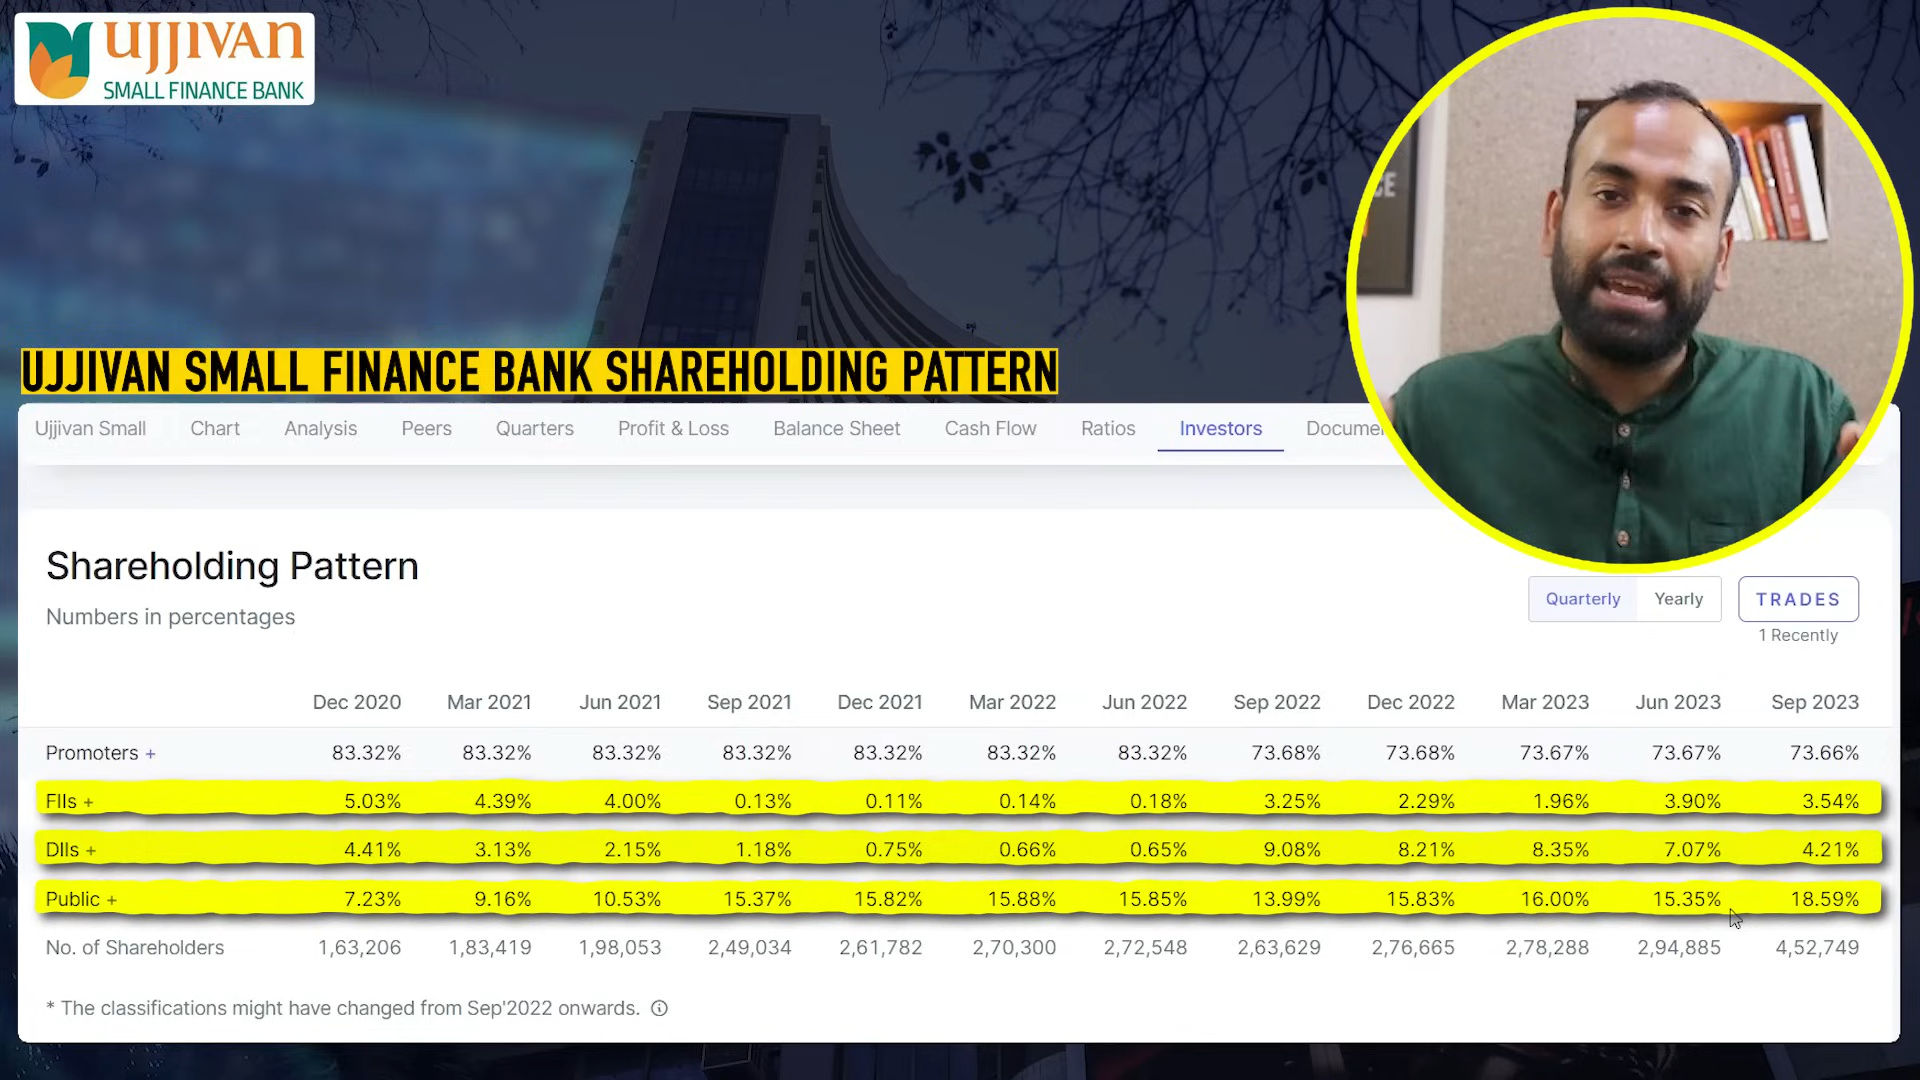 ujjivan
SMALL FINANCE BANK
UJJIVAN SMALL FINANCE BANK SHAREHOLDING PATTERN
Ujjivan Small Chart Analysis Peers Quarters Profit & Loss Balance Sheet Cash Flow Ratios Investors Documen
Shareholding Pattern
Numbers in percentages
Quarterly Yearly TRADES
1 Recently
Dec 2020 Mar 2021 Jun 2021 Sep 2021 Dec 2021 Mar 2022 Jun 2022 Sep 2022 Dec 2022 Mar 2023 Jun 2023 Sep 2023
Promoters + 83.32% 83.32% 83.32% 83.32% 83.32% 83.32% 83.32% 73.68% 73.68% 73.67% 73.67% 73.66%
FIIs + 5.03% 4.39% 4.00% 0.13% 0.11% 0.14% 0.18% 3.25% 2.29% 1.96% 3.90% 3.54%
DIIs + 4.41% 3.13% 2.15% 1.18% 0.75% 0.66% 0.65% 9.08% 8.21% 8.35% 7.07% 4.21%
Public + 7.23% 9.16% 10.53% 15.37% 15.82% 15.88% 15.85% 13.99% 15.83% 16.00% 15.35% 18.59%
No. of Shareholders 1,63,206 1,83,419 1,98,053 2,49,034 2,61,782 2,70,300 2,72,548 2,63,629 2,76,665 2,78,288 2,94,885 4,52,749
* The classifications might have changed from Sep'2022 onwards.